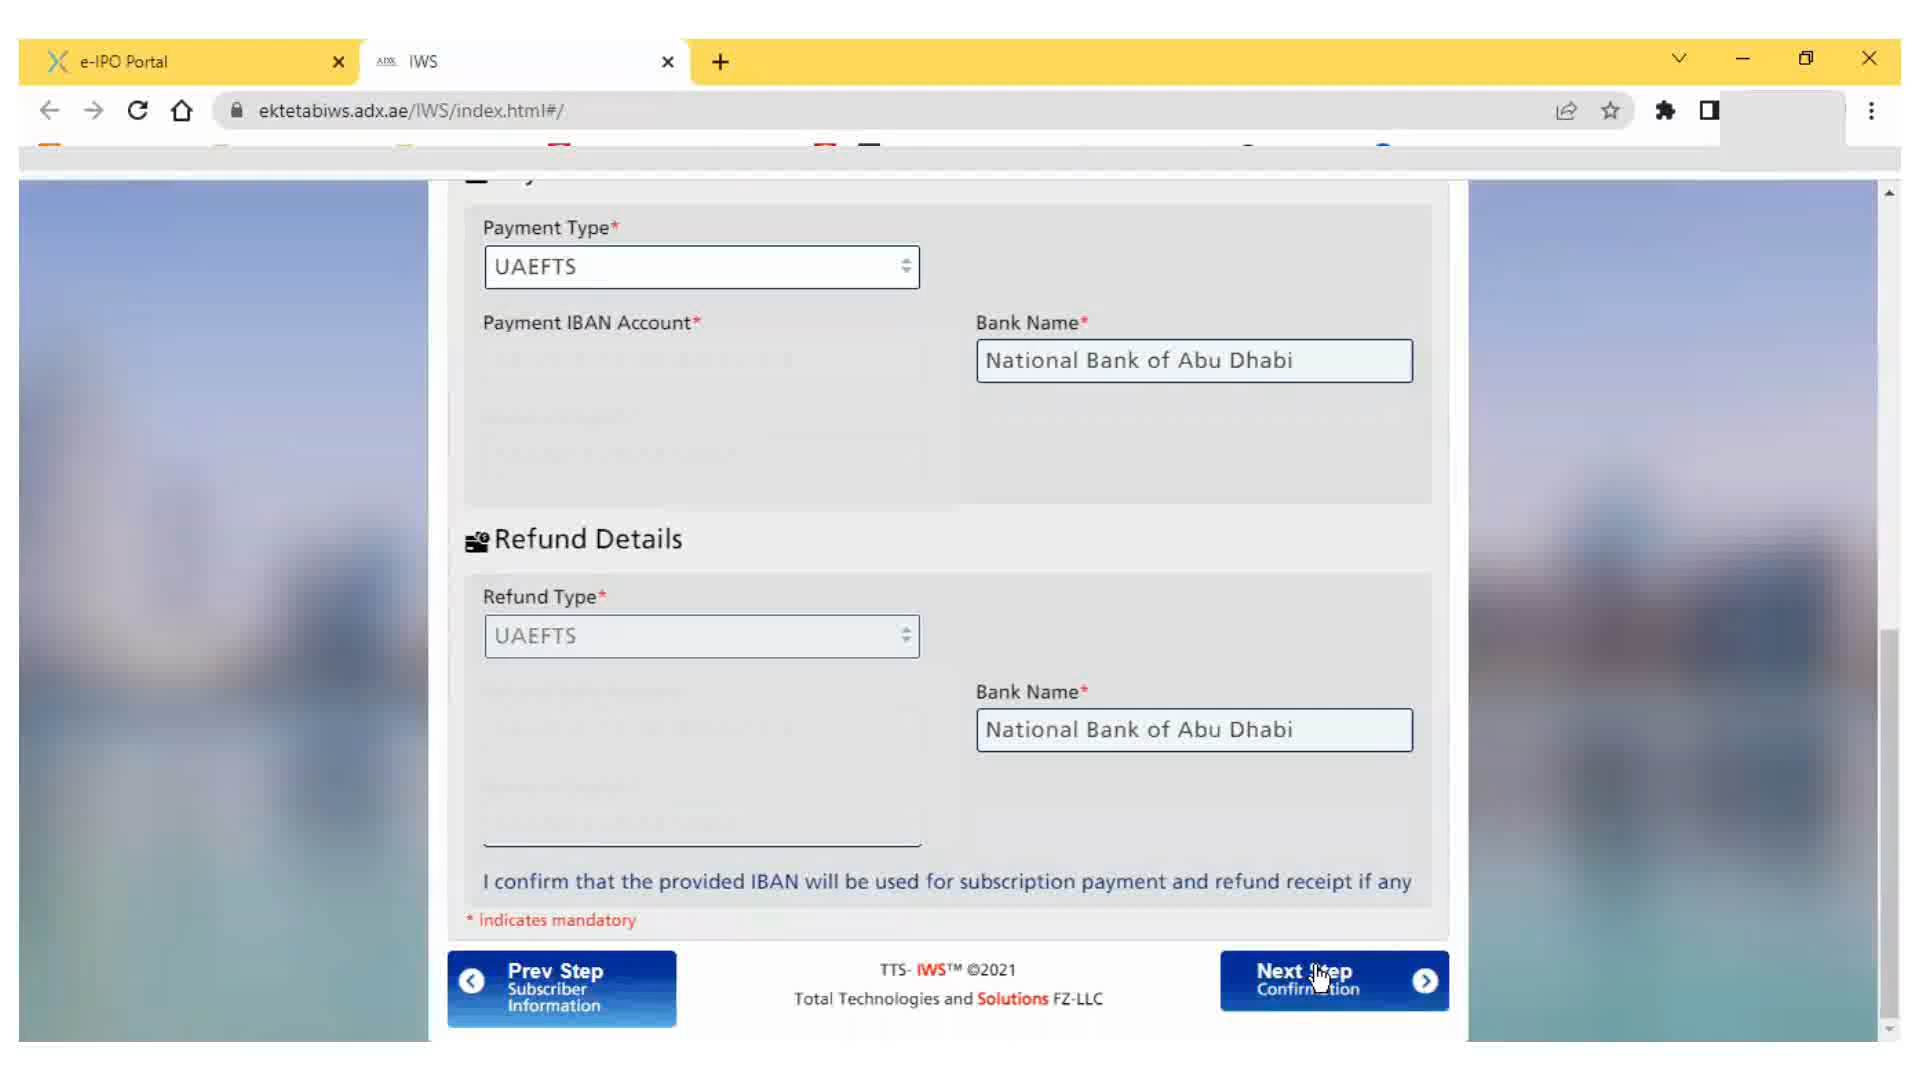 e-IPO Portal
ADX IWS
ektetabiws.adx.ae/IWS/index.html#/
Payment Type*
UAEFTS
Payment IBAN Account*
Bank Name*
National Bank of Abu Dhabi
Refund Details
Refund Type*
UAEFTS
Bank Name*
National Bank of Abu Dhabi
I confirm that the provided IBAN will be used for subscription payment and refund receipt if any
* Indicates mandatory
Prev Step
Subscriber
Information
TTS- IWS™ ©2021
Total Technologies and Solutions FZ-LLC
Next Step
Confirmation